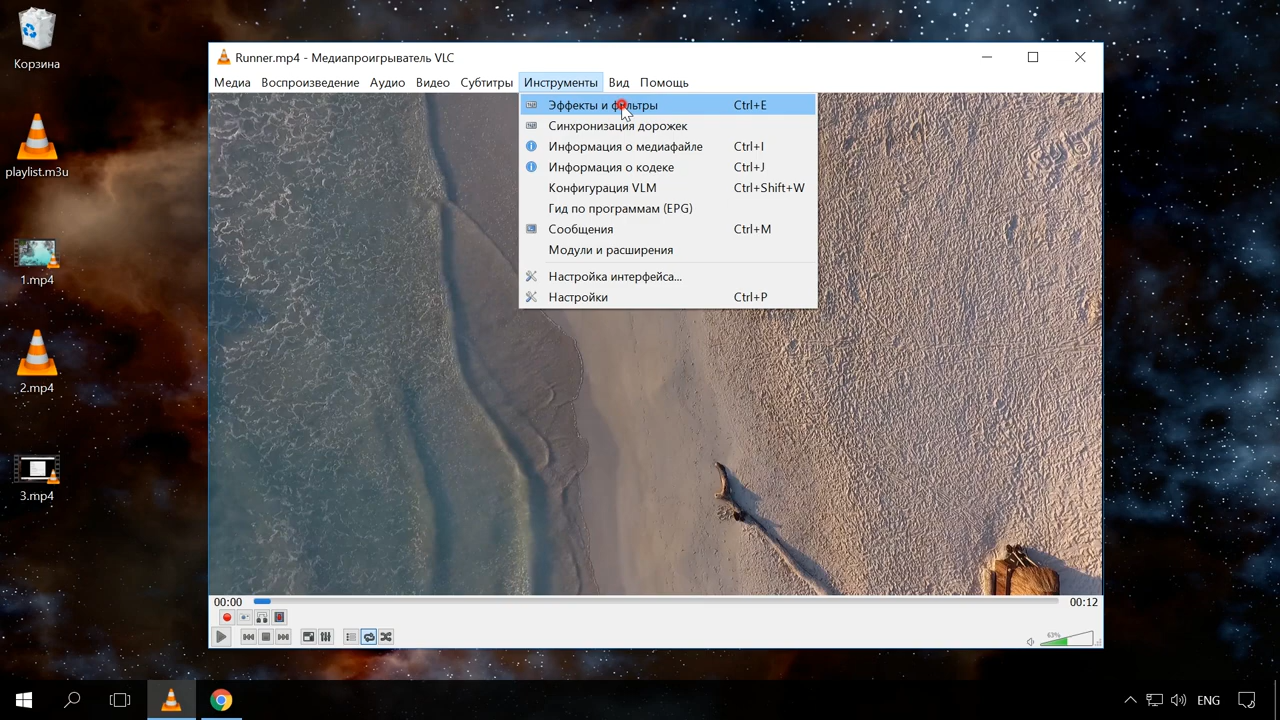 Корзина
playlist.m3u
1.mp4
2.mp4
3.mp4
Runner.mp4 - Медиапроигрыватель VLC
Медиа Воспроизведение Аудио Видео Субтитры Инструменты Вид Помощь
Эффекты и фильтры Ctrl+E
Синхронизация дорожек
Информация о медиафайле Ctrl+I
Информация о кодеке Ctrl+J
Конфигурация VLM Ctrl+Shift+W
Гид по программам (EPG)
Сообщения Ctrl+M
Модули и расширения
Настройка интерфейса...
Настройки Ctrl+P
00:00 00:12
63%
ENG